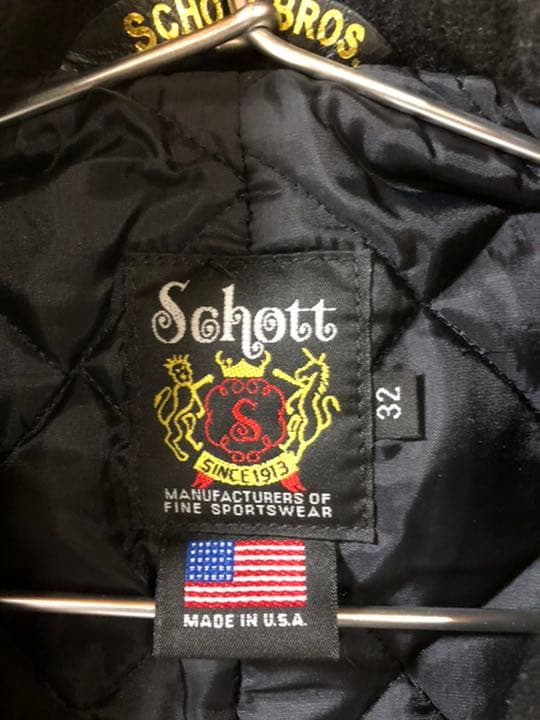 SCHOTT BROS.
Schott
S
SINCE 1913
MANUFACTURERS OF
FINE SPORTSWEAR
32
MADE IN U.S.A.